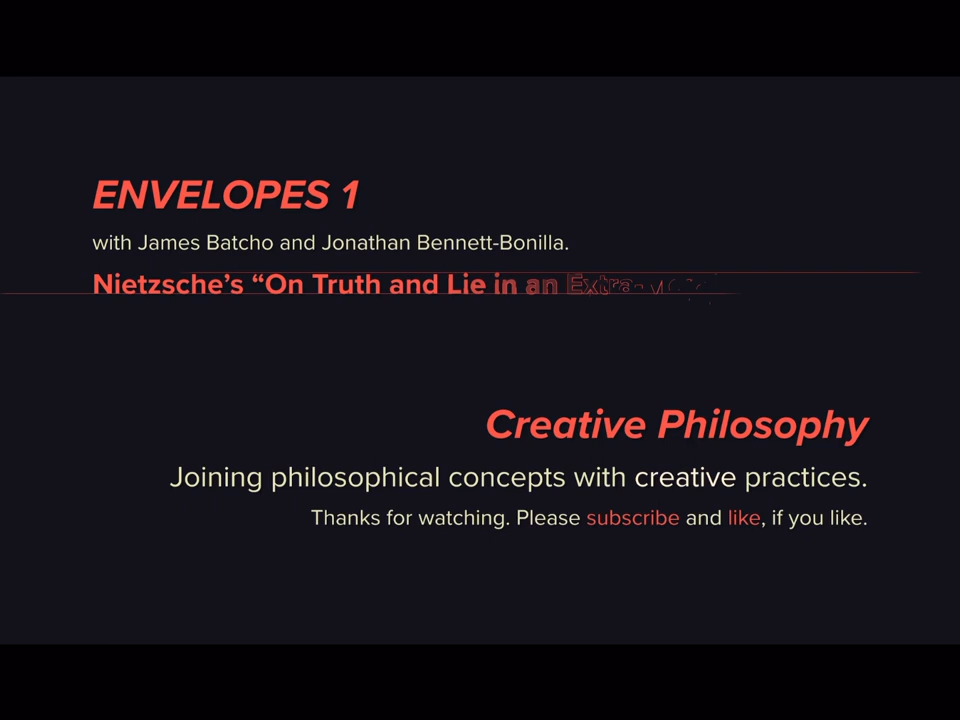 ENVELOPES 1
with James Batcho and Jonathan Bennett-Bonilla.
Nietzsche’s “On Truth and Lie in an Extra-
Creative Philosophy
Joining philosophical concepts with creative practices.
Thanks for watching. Please subscribe and like, if you like.